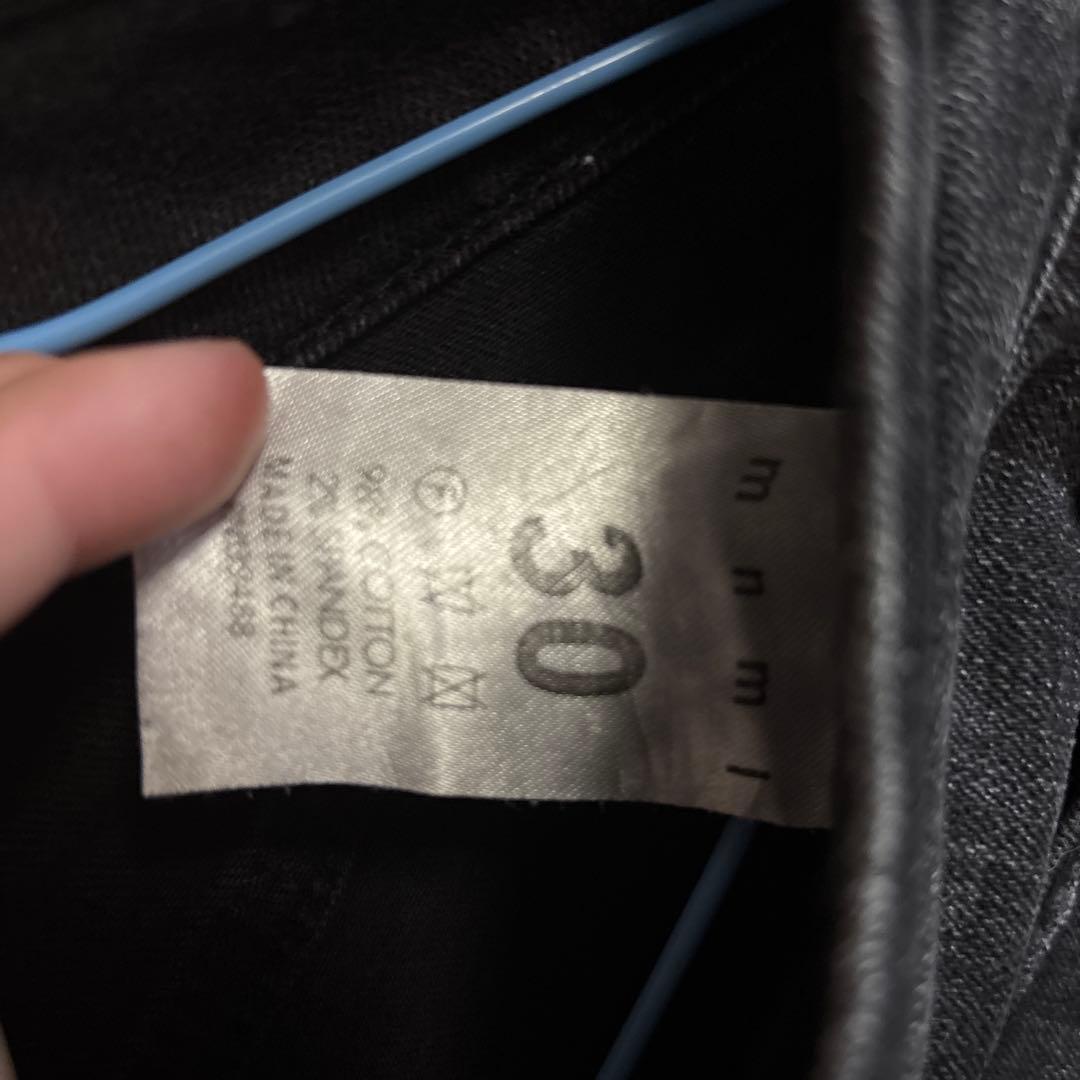 m n m l
30
98% COTTON
2% SPANDEX
MADE IN CHINA